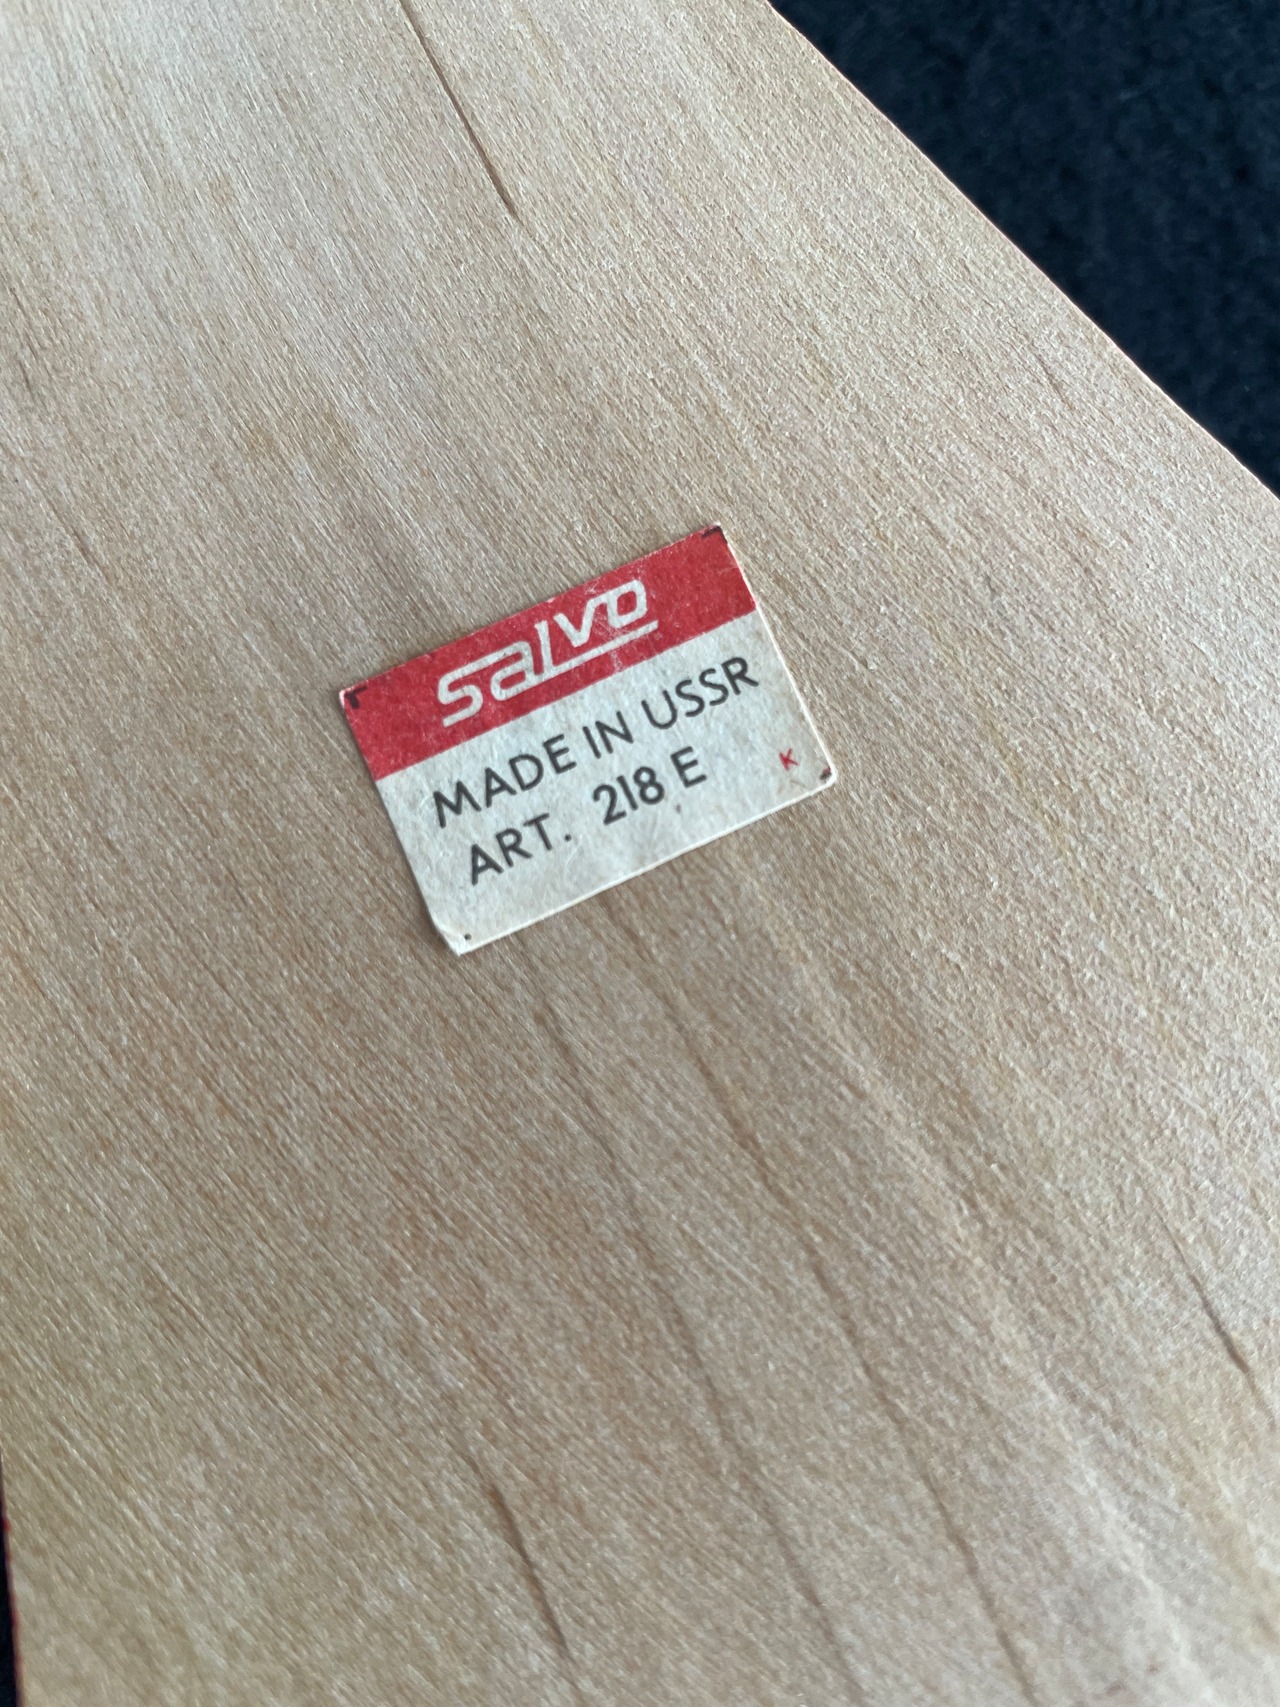 salvo
MADE IN USSR
ART. 218 E
K